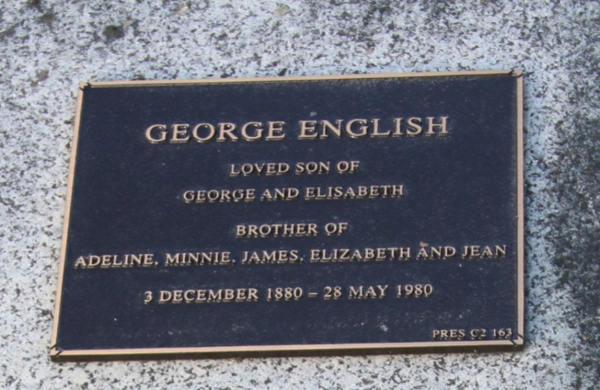 GEORGE ENGLISH
LOVED SON OF
GEORGE AND ELISABETH
BROTHER OF
ADELINE, MINNIE, JAMES, ELIZABETH AND JEAN
3 DECEMBER 1880 – 28 MAY 1980
PRES C2 163